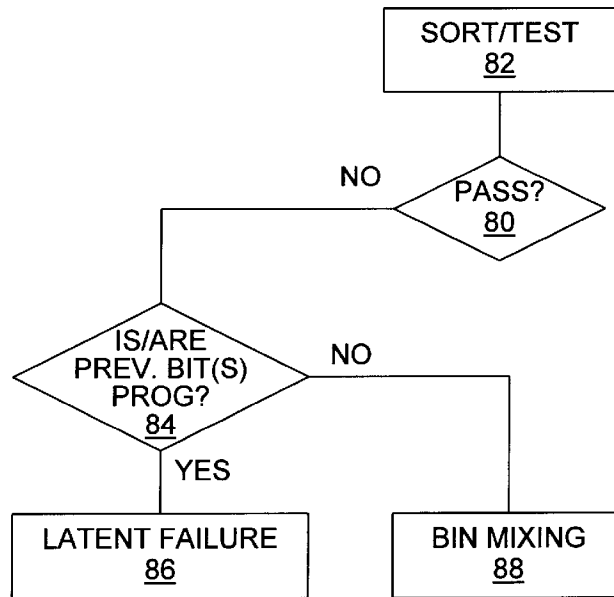 SORT/TEST
82
NO
PASS?
80
IS/ARE
PREV. BIT(S)
PROG?
84
NO
YES
LATENT FAILURE
86
BIN MIXING
88